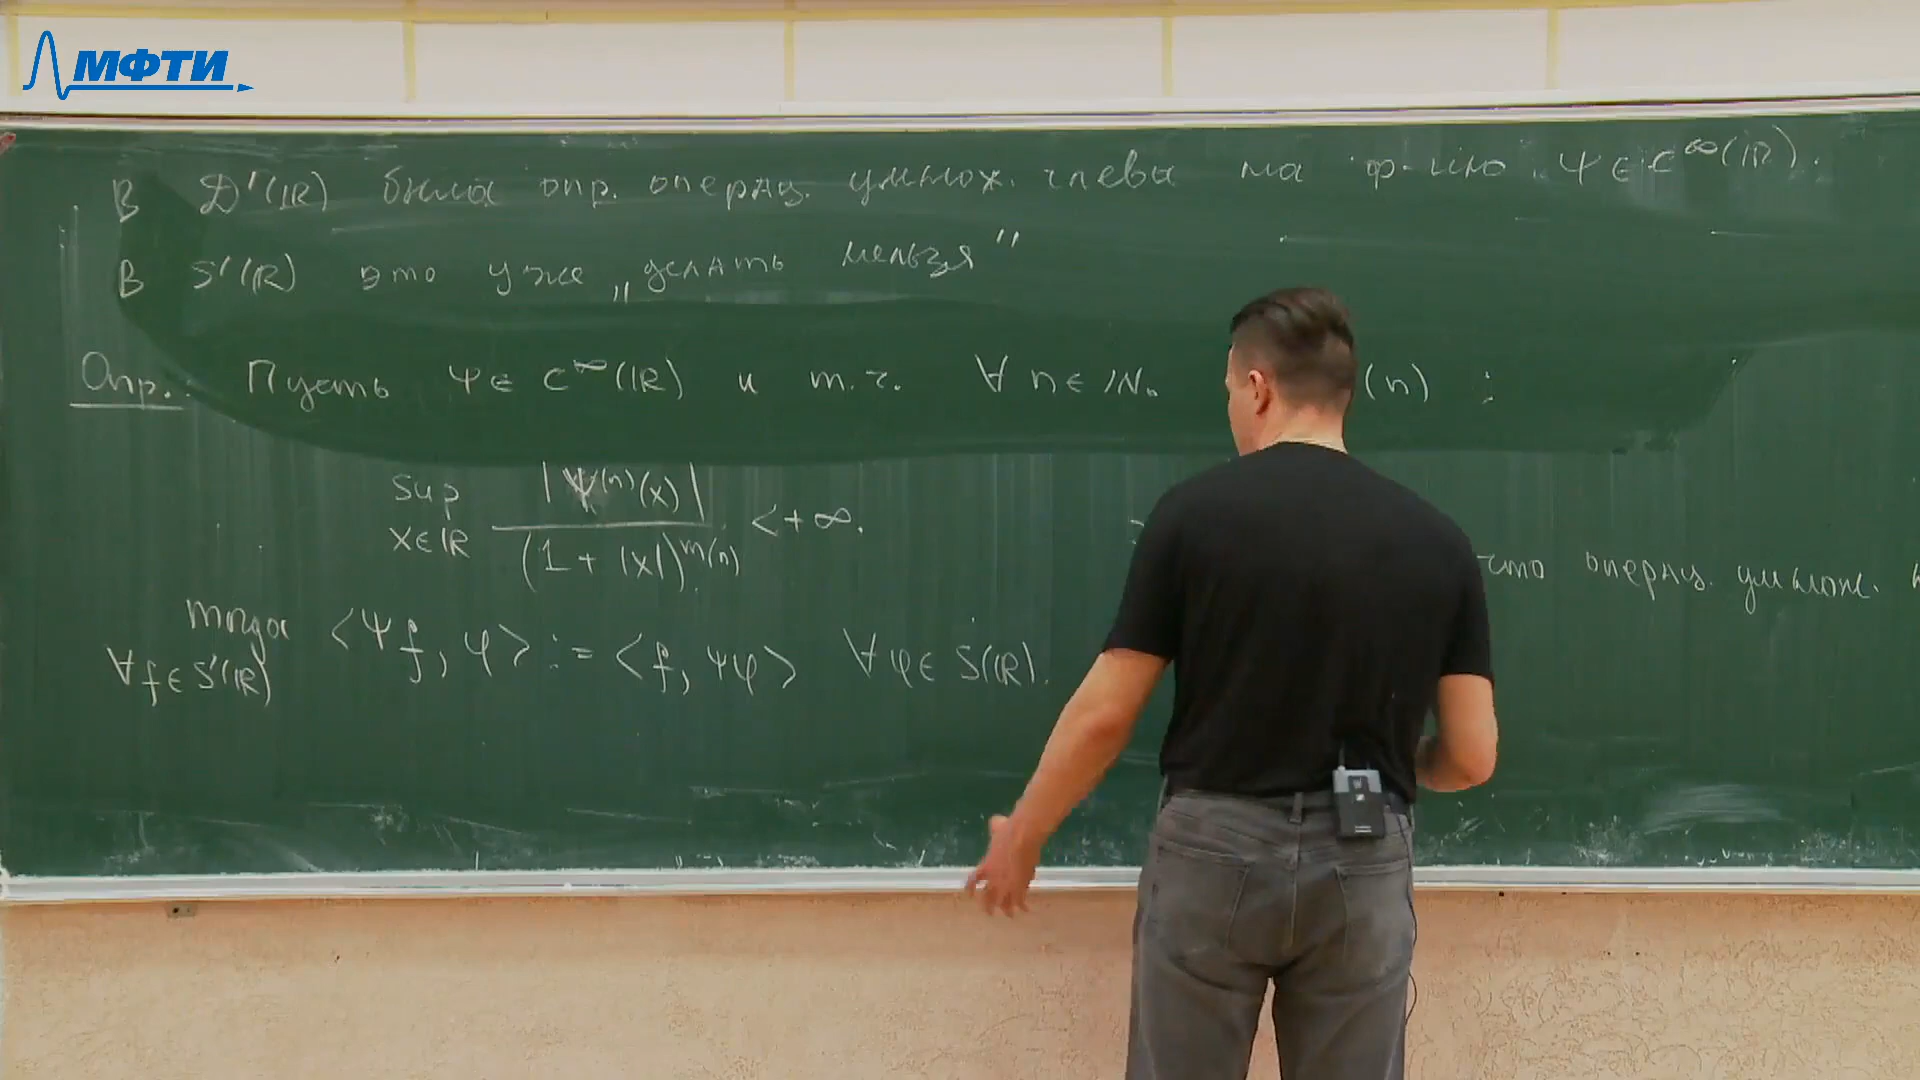 МФТИ
В D'(ℝ) была опр. операц. умнож. слева на ф-цию ψ ∈ C^∞(ℝ).
В S'(ℝ) это уже „делать нельзя"
Опр.: Пусть ψ ∈ C^∞(ℝ) и т.ч. ∀ n ∈ ℕ₀ (n) :
sup x∈ℝ |ψ^(n)(x)| / (1 + |x|)^m(n) < +∞.
что операц. умнож.
тогда ⟨ψf, φ⟩ := ⟨f, ψφ⟩ ∀φ ∈ S(ℝ).
∀f ∈ S'(ℝ)